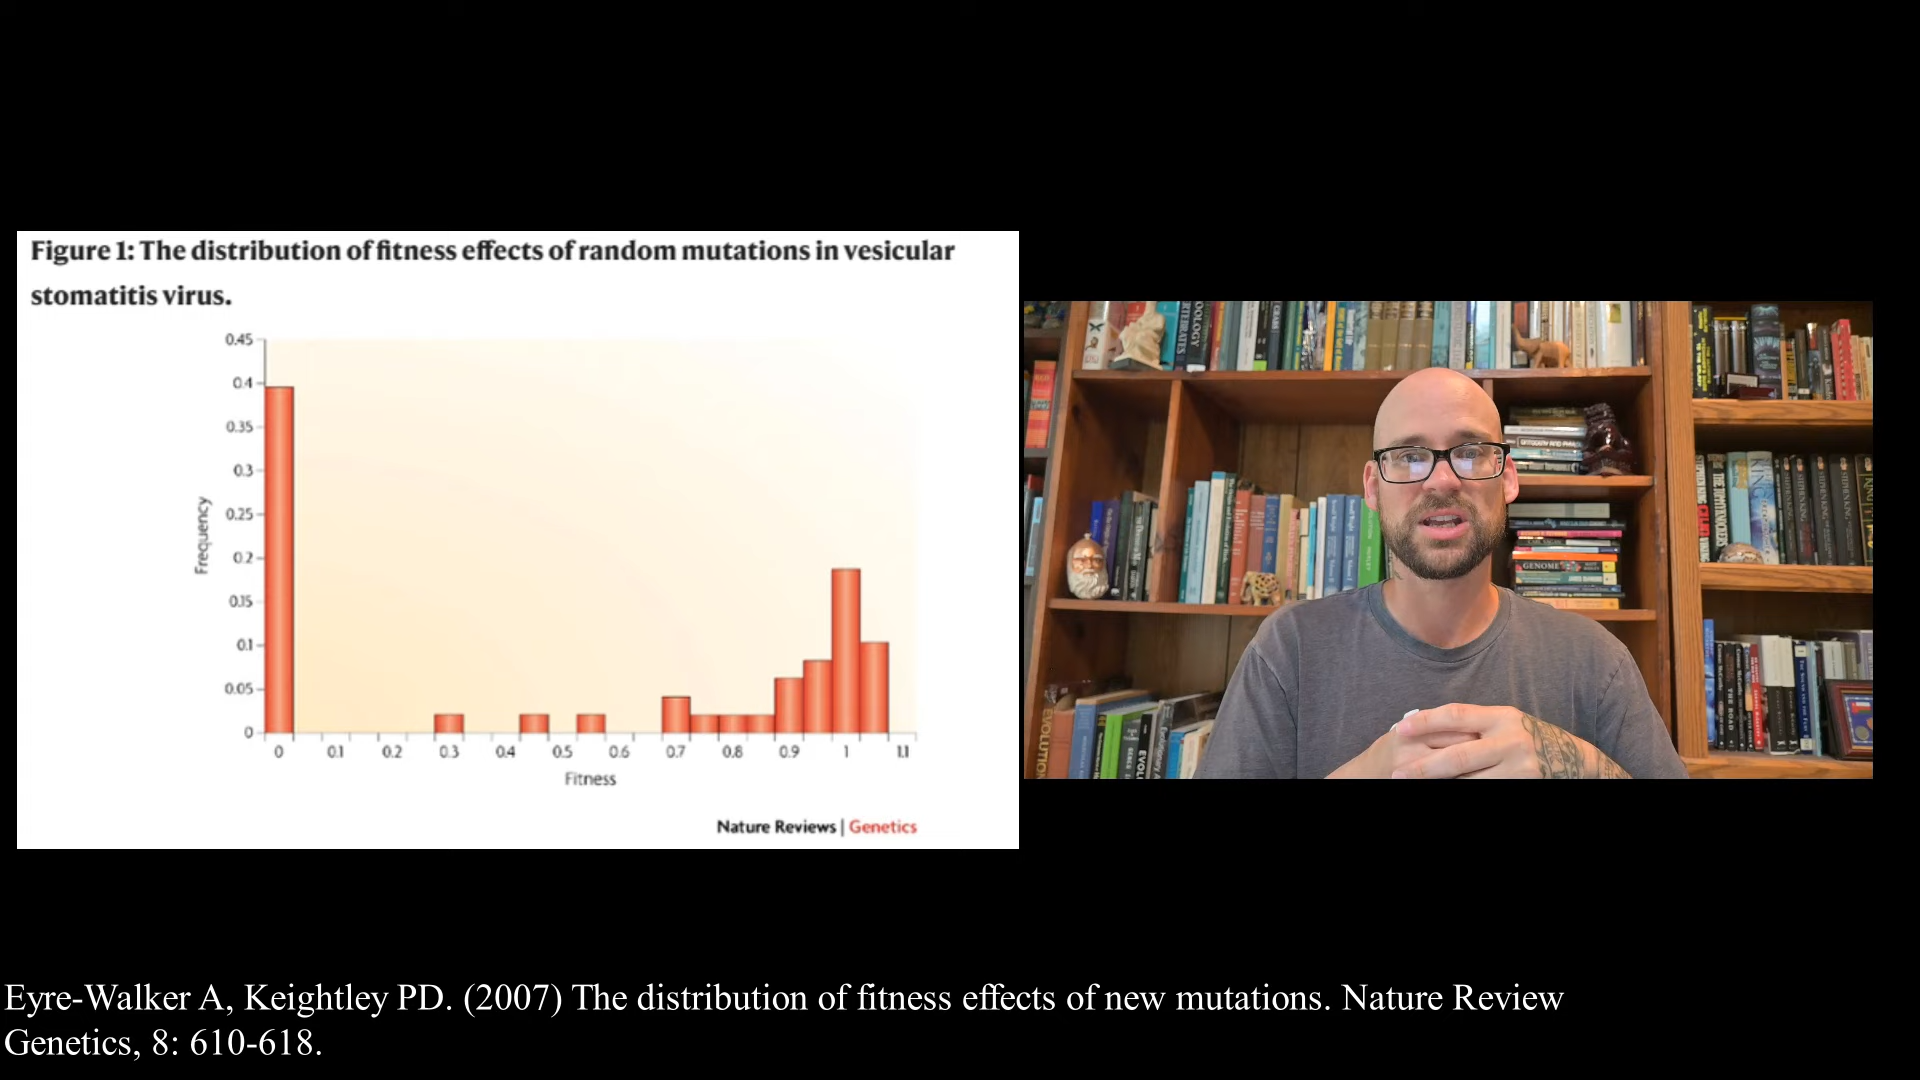 Figure 1: The distribution of fitness effects of random mutations in vesicular
stomatitis virus.
0.45
0.4
0.35
0.3
0.25
0.2
0.15
0.1
0.05
0
Frequency
0 0.1 0.2 0.3 0.4 0.5 0.6 0.7 0.8 0.9 1 1.1
Fitness
Nature Reviews | Genetics
GENOME
EVOLUTION
Eyre-Walker A, Keightley PD. (2007) The distribution of fitness effects of new mutations. Nature Review
Genetics, 8: 610-618.